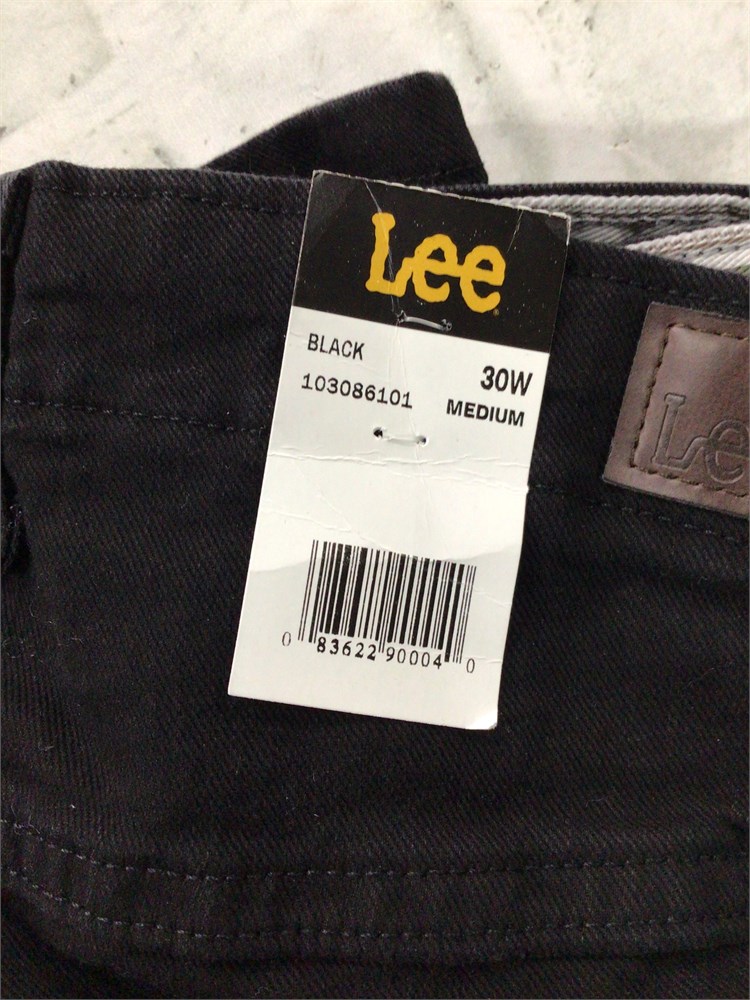 Lee
BLACK
30W
103086101
MEDIUM
0 83622 90004 0
Lee